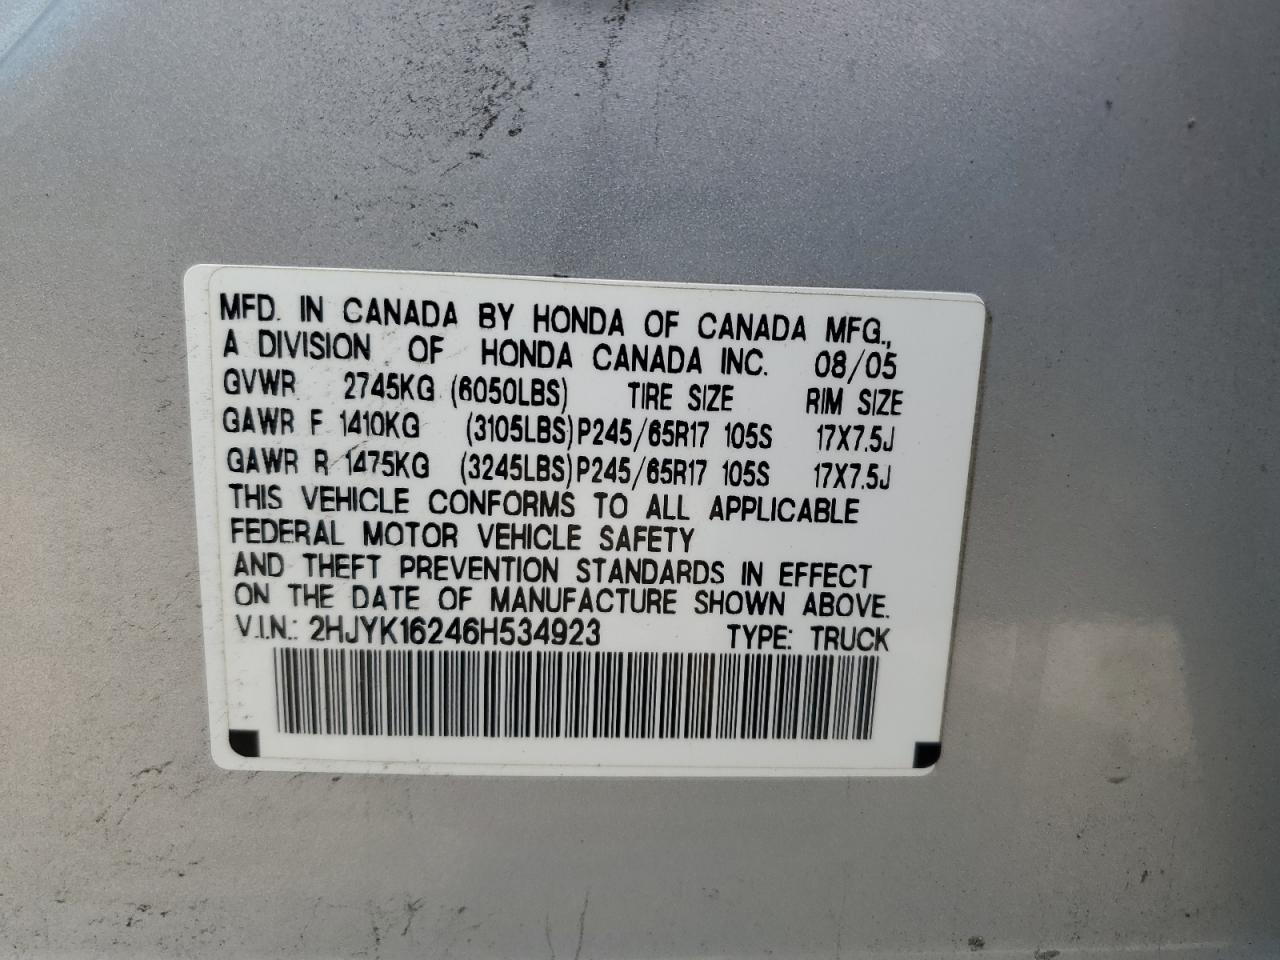 MFD. IN CANADA BY HONDA OF CANADA MFG.,
A DIVISION OF HONDA CANADA INC. 08/05
GVWR 2745KG (6050LBS) TIRE SIZE RIM SIZE
GAWR F 1410KG (3105LBS) P245/65R17 105S 17X7.5J
GAWR R 1475KG (3245LBS) P245/65R17 105S 17X7.5J
THIS VEHICLE CONFORMS TO ALL APPLICABLE
FEDERAL MOTOR VEHICLE SAFETY
AND THEFT PREVENTION STANDARDS IN EFFECT
ON THE DATE OF MANUFACTURE SHOWN ABOVE.
V.I.N.: 2HJYK16246H534923 TYPE: TRUCK